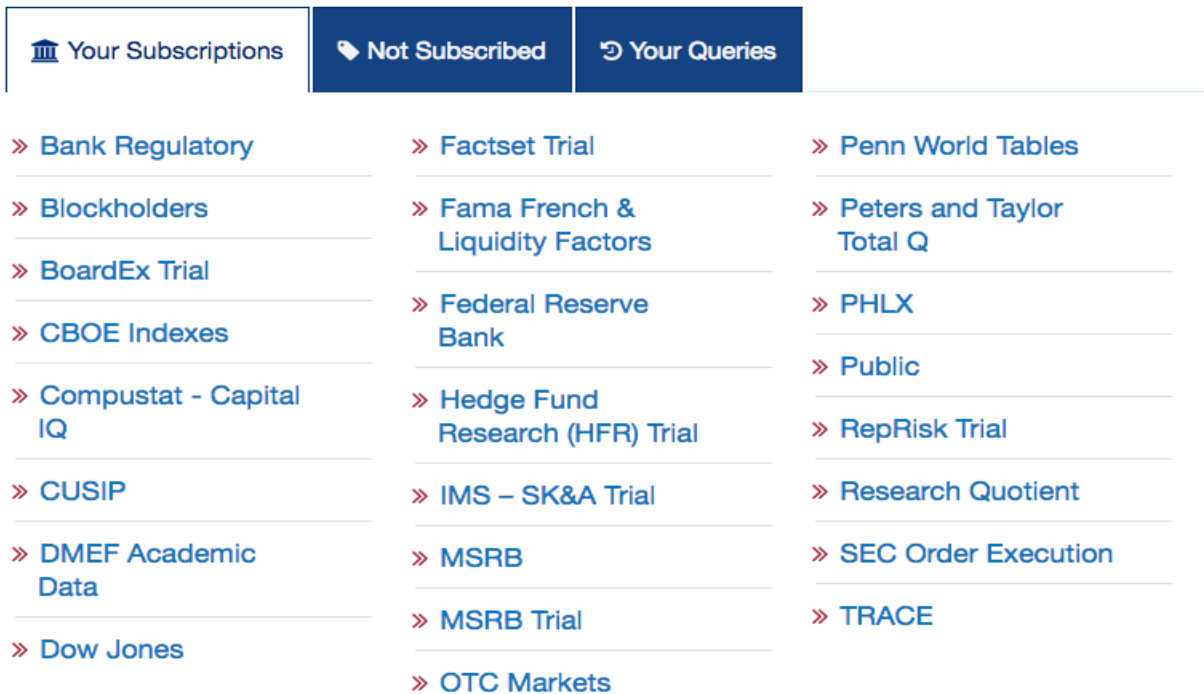 Your Subscriptions
Not Subscribed
Your Queries
» Bank Regulatory
» Blockholders
» BoardEx Trial
» CBOE Indexes
» Compustat - Capital
IQ
» CUSIP
» DMEF Academic
Data
» Dow Jones
» Factset Trial
» Fama French &
Liquidity Factors
» Federal Reserve
Bank
» Hedge Fund
Research (HFR) Trial
» IMS – SK&A Trial
» MSRB
» MSRB Trial
» OTC Markets
» Penn World Tables
» Peters and Taylor
Total Q
» PHLX
» Public
» RepRisk Trial
» Research Quotient
» SEC Order Execution
» TRACE